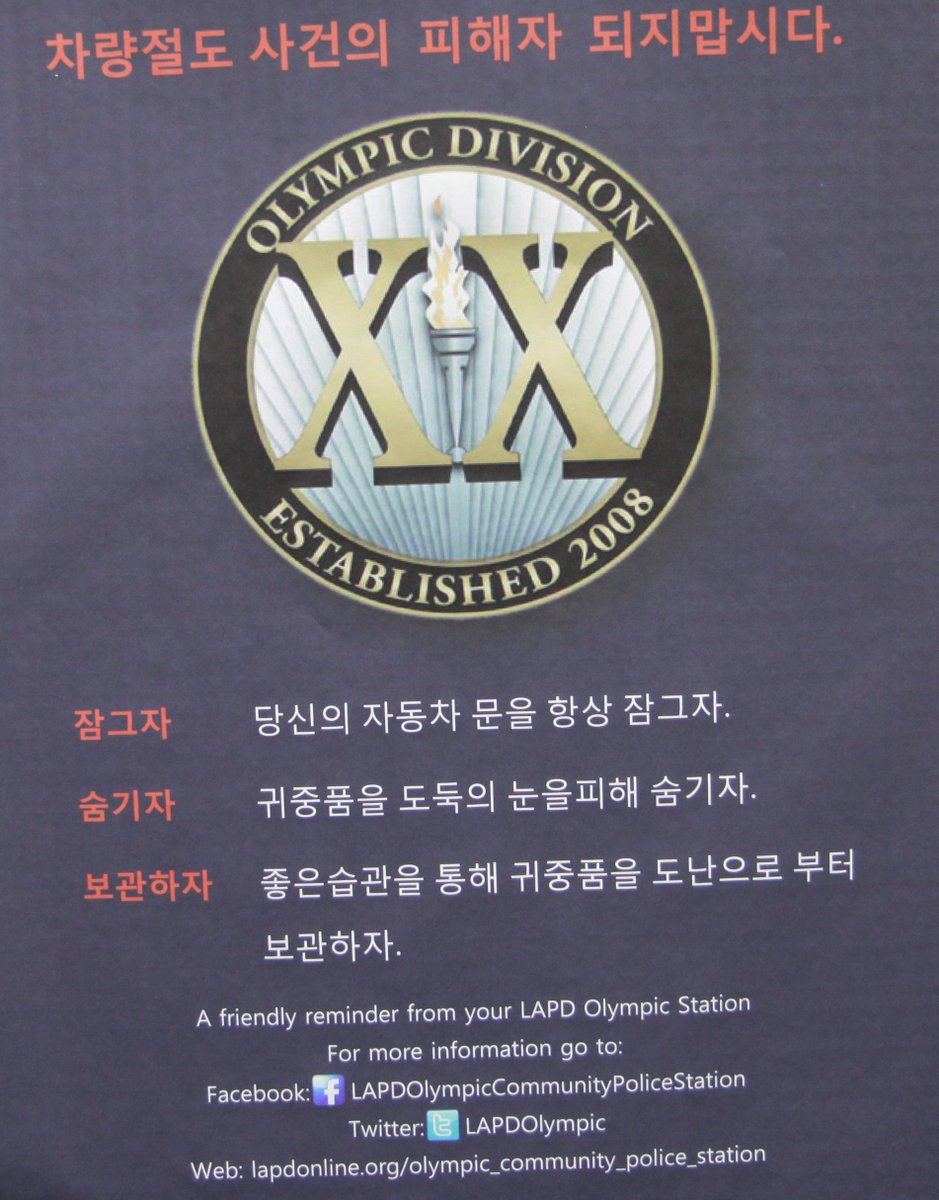 차량절도 사건의 피해자 되지맙시다.
OLYMPIC DIVISION
XX
ESTABLISHED 2008
잠그자 당신의 자동차 문을 항상 잠그자.
숨기자 귀중품을 도둑의 눈을피해 숨기자.
보관하자 좋은습관을 통해 귀중품을 도난으로 부터
보관하자.
A friendly reminder from your LAPD Olympic Station
For more information go to:
Facebook: f LAPDOlympicCommunityPoliceStation
Twitter: t LAPDOlympic
Web: lapdonline.org/olympic_community_police_station